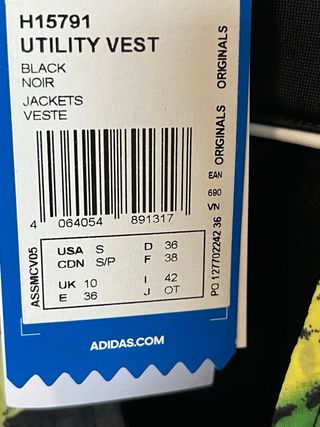 H15791
UTILITY VEST
BLACK
NOIR
JACKETS
VESTE
4 064054 891317
USA S D 36
CDN S/P F 38
UK 10 I 42
E 36 J OT
ASSMCV05
ORIGINALS
ORIGINALS
EAN
690
VN
PO 127702242 36
ADIDAS.COM